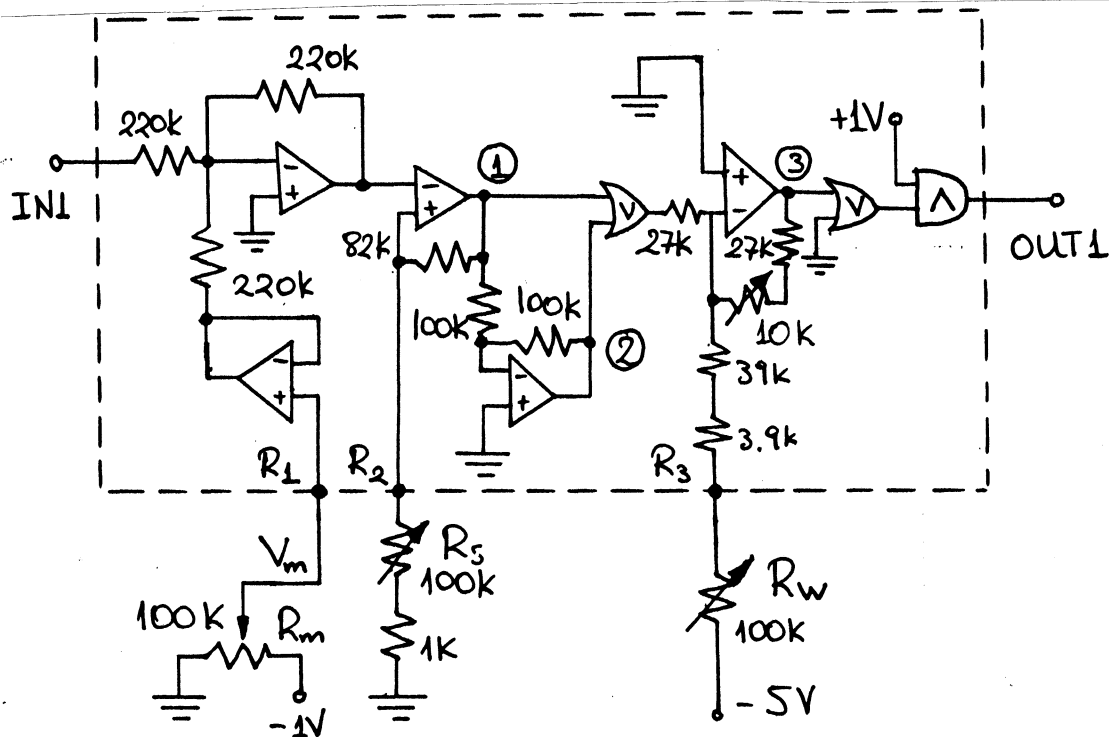 220k
220k
IN1
220k
82k
1
100k
100k
2
27k
3
27k
10k
39k
3.9k
+1V
OUT1
R1
R2
R3
Vm
100K
Rm
-1V
R5
100k
1K
Rw
100k
-5V
-
+
-
+
-
+
-
+
+
-
V
V
Λ